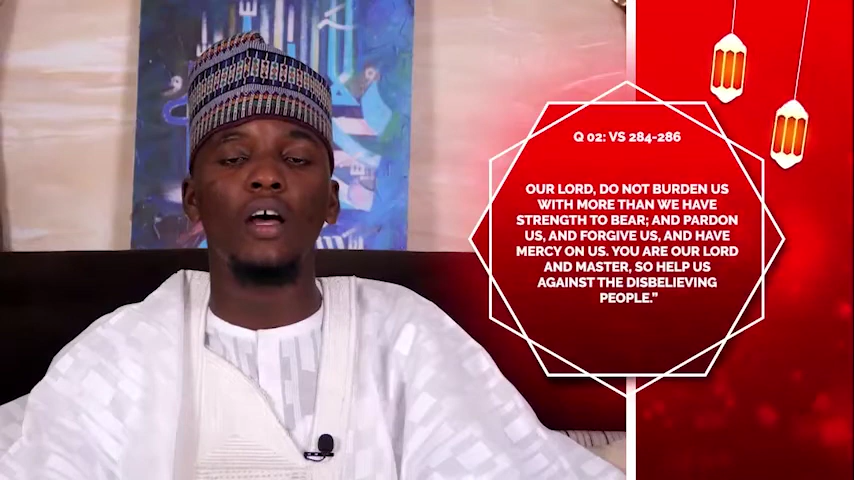 Q 02: VS 284-286
OUR LORD, DO NOT BURDEN US
WITH MORE THAN WE HAVE
STRENGTH TO BEAR; AND PARDON
US, AND FORGIVE US, AND HAVE
MERCY ON US. YOU ARE OUR LORD
AND MASTER, SO HELP US
AGAINST THE DISBELIEVING
PEOPLE.”